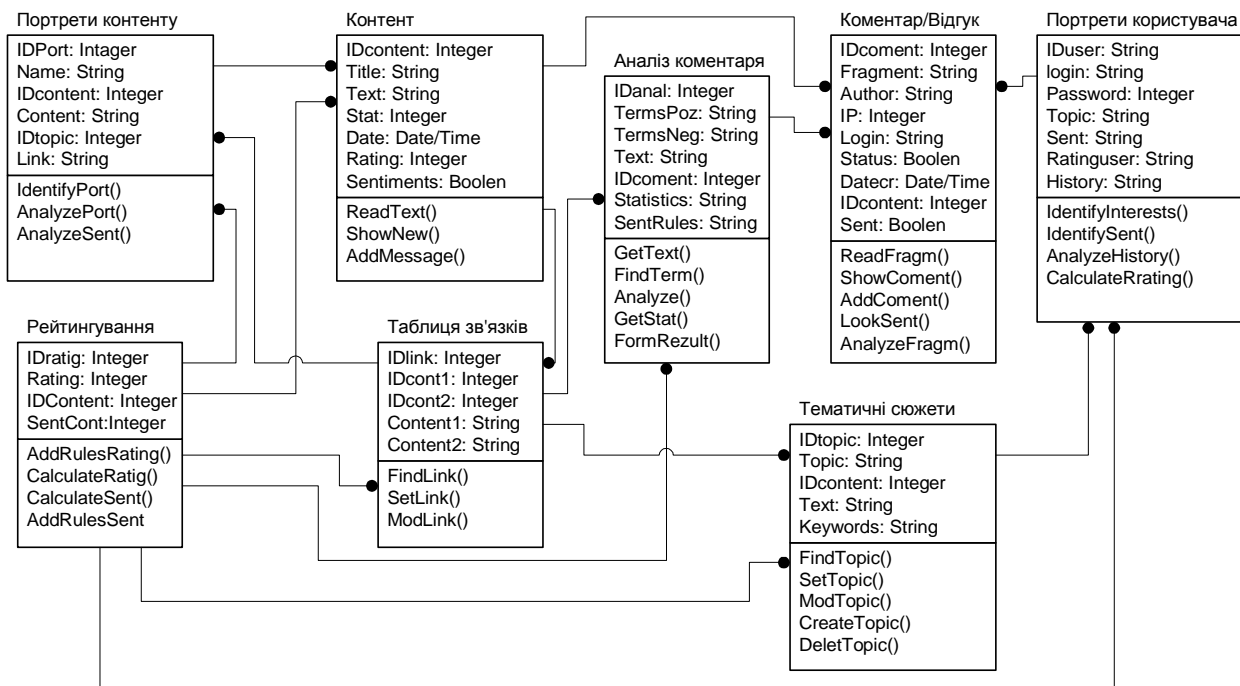 Портрети контенту
IDPort: Intager
Name: String
IDcontent: Integer
Content: String
IDtopic: Integer
Link: String
IdentifyPort()
AnalyzePort()
AnalyzeSent()
Контент
IDcontent: Integer
Title: String
Text: String
Stat: Integer
Date: Date/Time
Rating: Integer
Sentiments: Boolen
ReadText()
ShowNew()
AddMessage()
Аналіз коментаря
IDanal: Integer
TermsPoz: String
TermsNeg: String
Text: String
IDcoment: Integer
Statistics: String
SentRules: String
GetText()
FindTerm()
Analyze()
GetStat()
FormRezult()
Коментар/Відгук
IDcoment: Integer
Fragment: String
Author: String
IP: Integer
Login: String
Status: Boolen
Datecr: Date/Time
IDcontent: Integer
Sent: Boolen
ReadFragm()
ShowComent()
AddComent()
LookSent()
AnalyzeFragm()
Портрети користувача
IDuser: String
login: String
Password: Integer
Topic: String
Sent: String
Ratinguser: String
History: String
IdentifyInterests()
IdentifySent()
AnalyzeHistory()
CalculateRrating()
Рейтингування
IDratig: Integer
Rating: Integer
IDContent: Integer
SentCont:Integer
AddRulesRating()
CalculateRatig()
CalculateSent()
AddRulesSent
Таблиця зв'язків
IDlink: Integer
IDcont1: Integer
IDcont2: Integer
Content1: String
Content2: String
FindLink()
SetLink()
ModLink()
Тематичні сюжети
IDtopic: Integer
Topic: String
IDcontent: Integer
Text: String
Keywords: String
FindTopic()
SetTopic()
ModTopic()
CreateTopic()
DeletTopic()